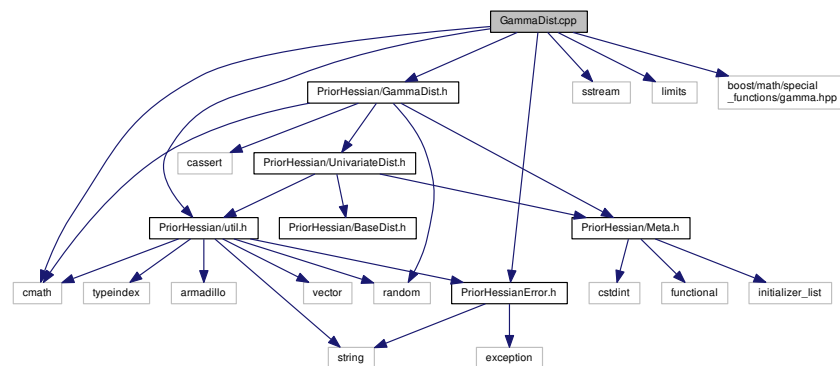 GammaDist.cpp
PriorHessian/GammaDist.h
sstream
limits
boost/math/special
_functions/gamma.hpp
cassert
PriorHessian/UnivariateDist.h
PriorHessian/util.h
PriorHessian/BaseDist.h
PriorHessian/Meta.h
cmath
typeindex
armadillo
vector
random
PriorHessianError.h
cstdint
functional
initializer_list
string
exception